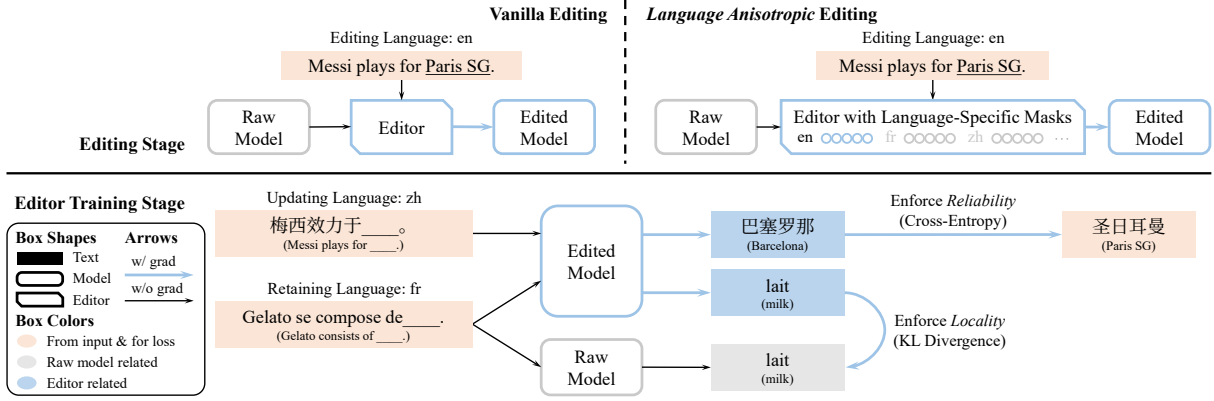 Vanilla Editing
Editing Language: en
Messi plays for Paris SG.
Raw
Model
Editor
Edited
Model
Language Anisotropic Editing
Editing Language: en
Messi plays for Paris SG.
Raw
Model
Editor with Language-Specific Masks
en fr zh ...
Edited
Model
Editing Stage
Editor Training Stage
Box Shapes Arrows
Text w/ grad
Model w/o grad
Editor
Box Colors
From input & for loss
Raw model related
Editor related
Updating Language: zh
梅西效力于____。
(Messi plays for ____.)
Retaining Language: fr
Gelato se compose de____.
(Gelato consists of ____.)
Edited
Model
Raw
Model
巴塞罗那
(Barcelona)
lait
(milk)
lait
(milk)
Enforce Reliability
(Cross-Entropy)
圣日耳曼
(Paris SG)
Enforce Locality
(KL Divergence)